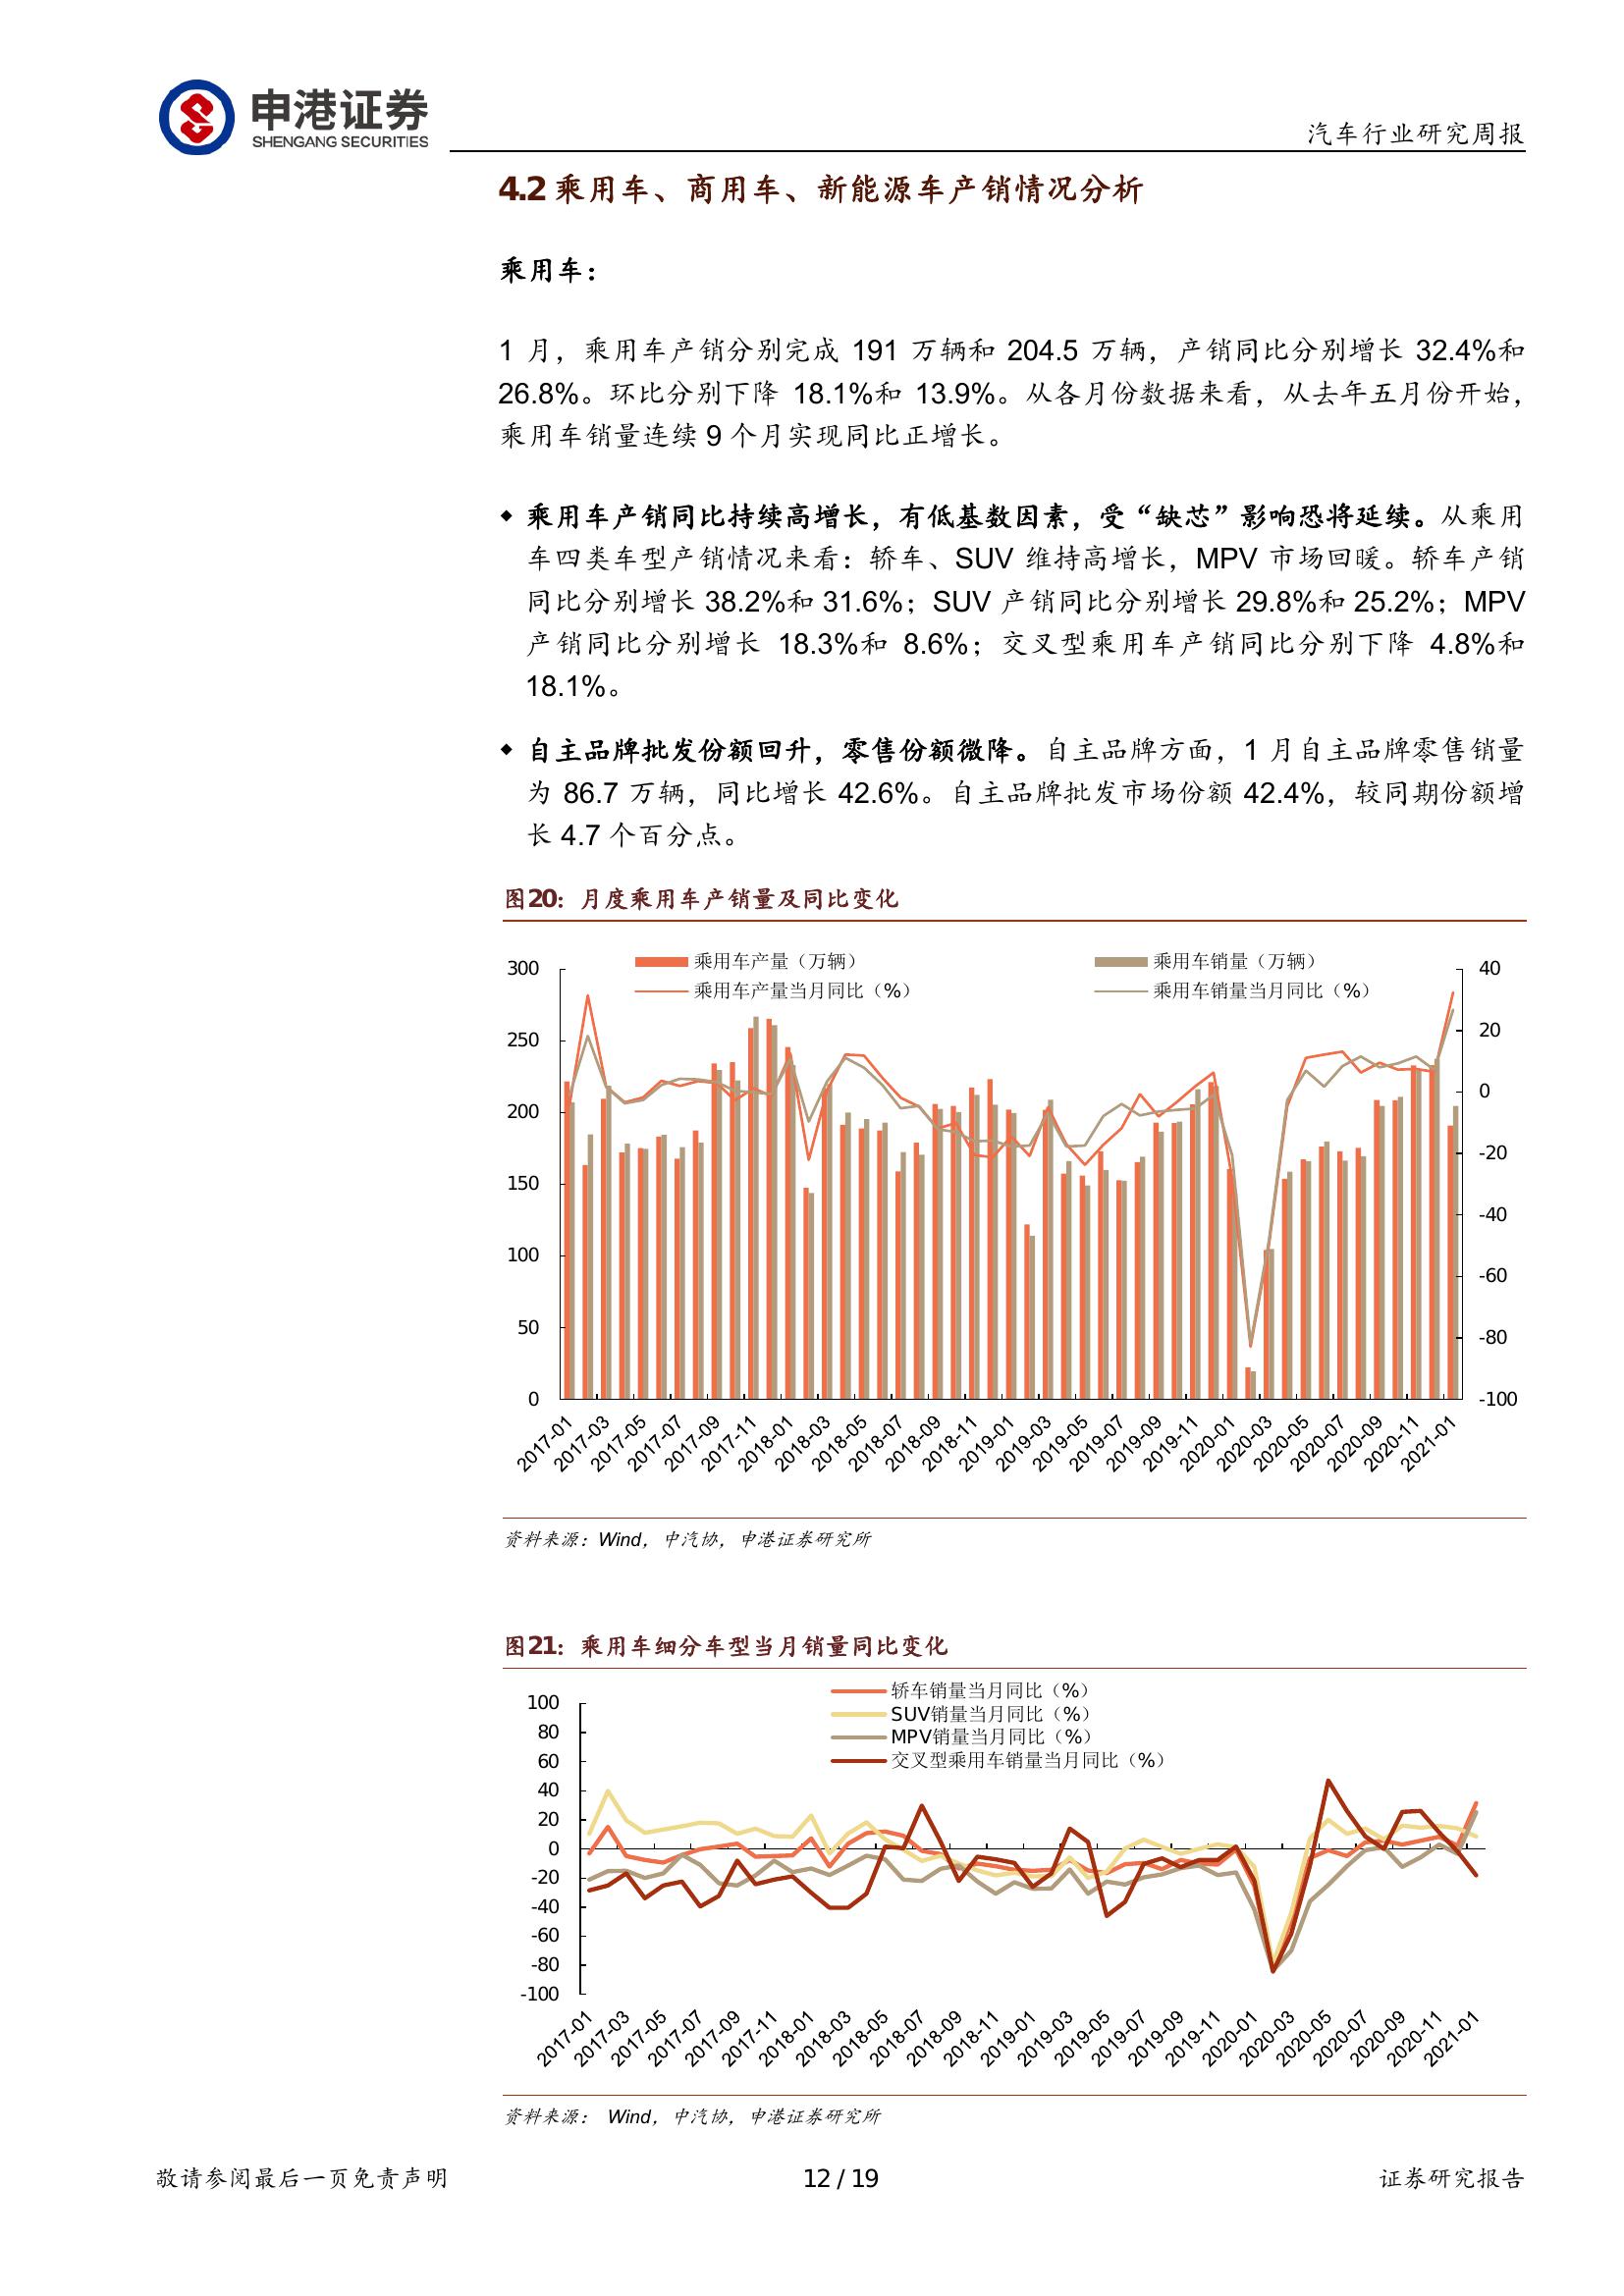 申港证券
SHENGANG SECURITIES
汽车行业研究周报
4.2 乘用车、商用车、新能源车产销情况分析
乘用车：
1 月，乘用车产销分别完成 191 万辆和 204.5 万辆，产销同比分别增长 32.4%和
26.8%。环比分别下降 18.1%和 13.9%。从各月份数据来看，从去年五月份开始，
乘用车销量连续 9 个月实现同比正增长。
◆ 乘用车产销同比持续高增长，有低基数因素，受“缺芯”影响恐将延续。从乘用
车四类车型产销情况来看：轿车、SUV 维持高增长，MPV 市场回暖。轿车产销
同比分别增长 38.2%和 31.6%；SUV 产销同比分别增长 29.8%和 25.2%；MPV
产销同比分别增长 18.3%和 8.6%；交叉型乘用车产销同比分别下降 4.8%和
18.1%。
◆ 自主品牌批发份额回升，零售份额微降。自主品牌方面，1 月自主品牌零售销量
为 86.7 万辆，同比增长 42.6%。自主品牌批发市场份额 42.4%，较同期份额增
长 4.7 个百分点。
图20：月度乘用车产销量及同比变化
乘用车产量（万辆） 乘用车销量（万辆）
乘用车产量当月同比（%） 乘用车销量当月同比（%）
300
250
200
150
100
50
0
40
20
0
-20
-40
-60
-80
-100
2017-01 2017-03 2017-05 2017-07 2017-09 2017-11 2018-01 2018-03 2018-05 2018-07 2018-09 2018-11 2019-01 2019-03 2019-05 2019-07 2019-09 2019-11 2020-01 2020-03 2020-05 2020-07 2020-09 2020-11 2021-01
资料来源：Wind，中汽协，申港证券研究所
图21：乘用车细分车型当月销量同比变化
轿车销量当月同比（%）
SUV销量当月同比（%）
MPV销量当月同比（%）
交叉型乘用车销量当月同比（%）
100
80
60
40
20
0
-20
-40
-60
-80
-100
2017-01 2017-03 2017-05 2017-07 2017-09 2017-11 2018-01 2018-03 2018-05 2018-07 2018-09 2018-11 2019-01 2019-03 2019-05 2019-07 2019-09 2019-11 2020-01 2020-03 2020-05 2020-07 2020-09 2020-11 2021-01
资料来源： Wind，中汽协，申港证券研究所
敬请参阅最后一页免责声明 12 / 19 证券研究报告